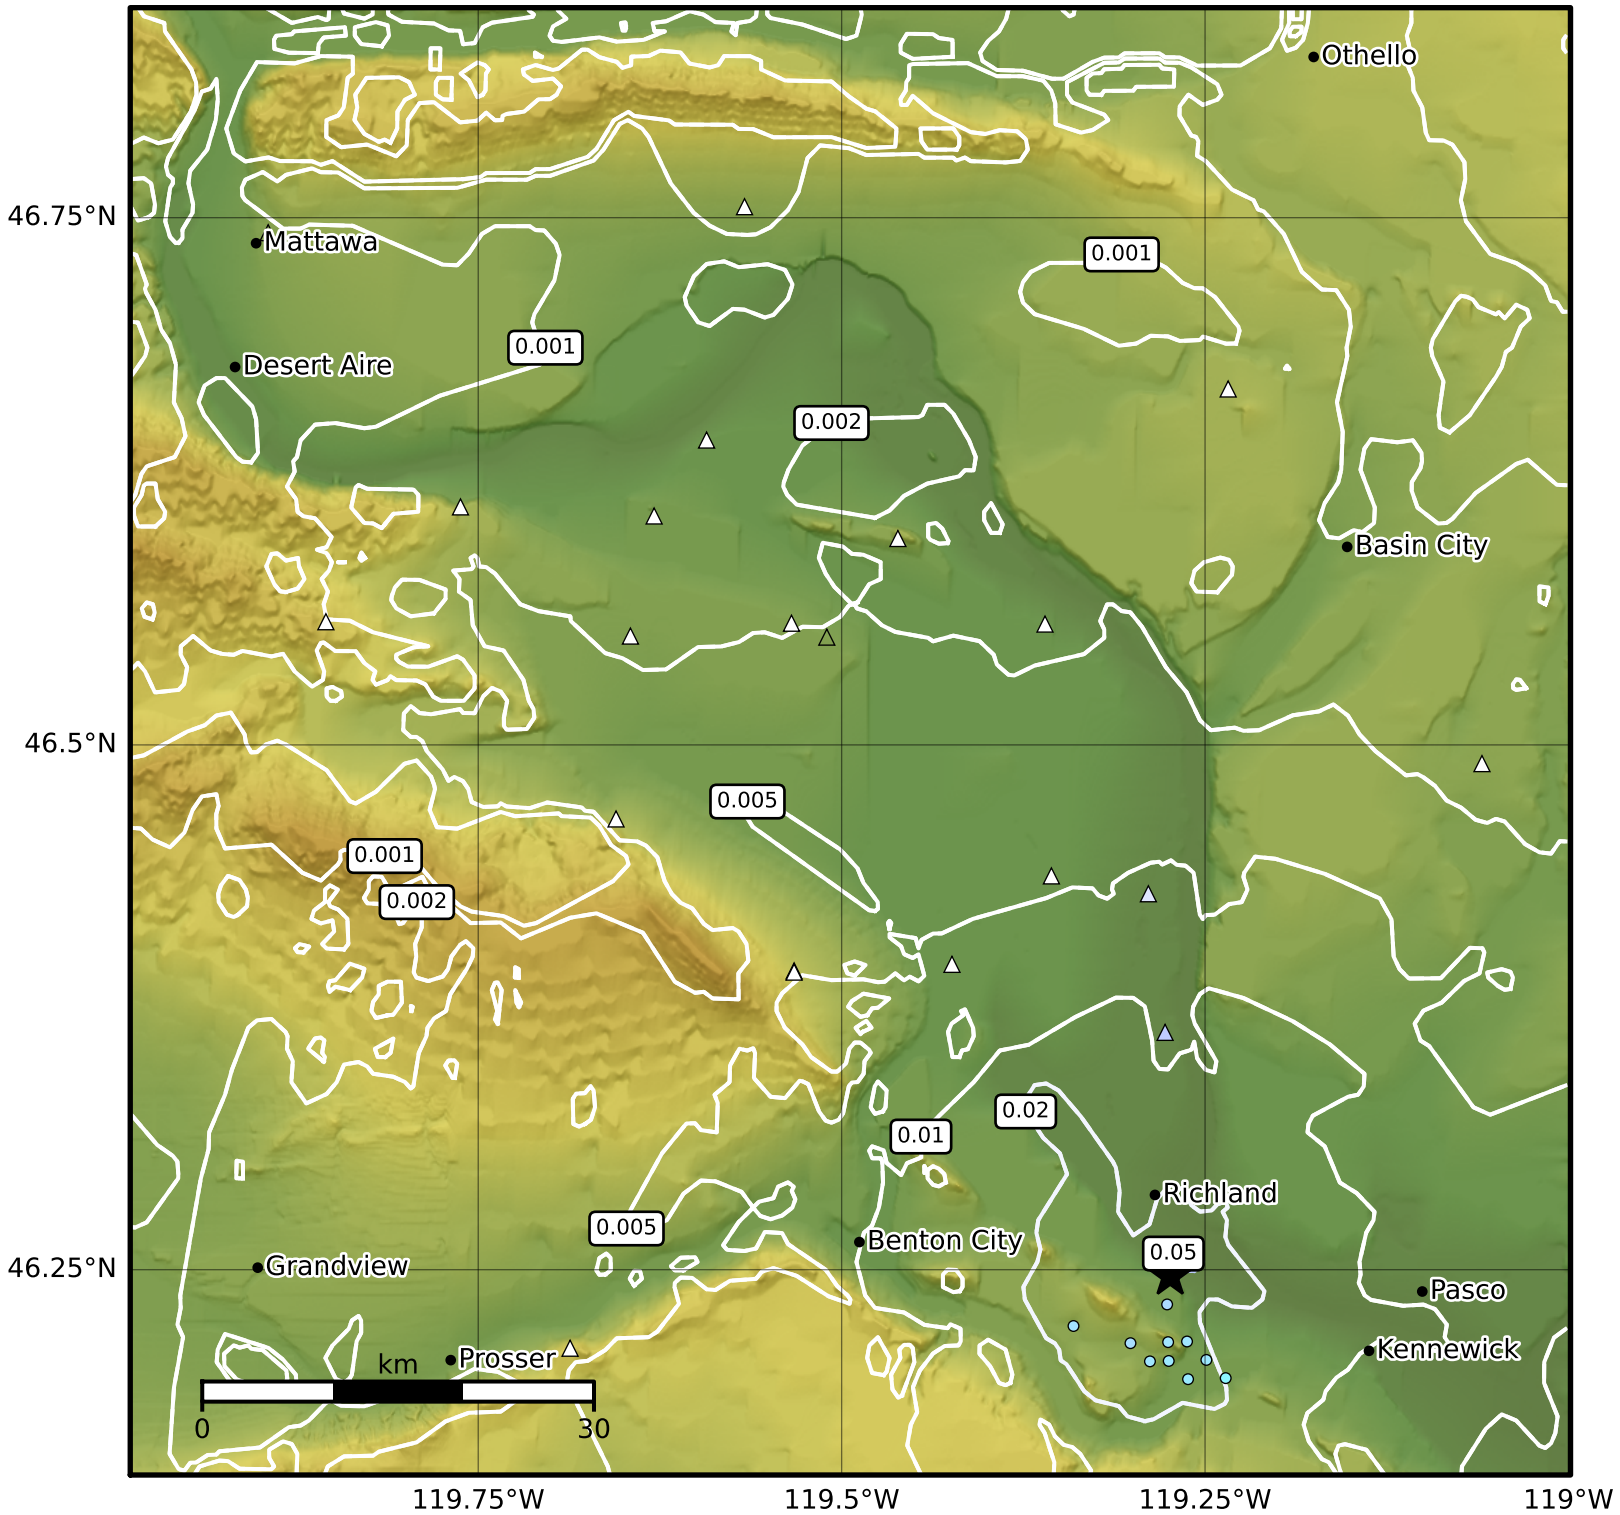 Othello
46.75°N
Mattawa
0.001
0.001
Desert Aire
0.002
Basin City
46.5°N
0.005
0.001
0.002
0.02
0.01
Richland
0.005
Benton City
0.05
46.25°N
Grandview
Pasco
Kennewick
Prosser
km
0
30
119.75°W
119.5°W
119.25°W
119°W